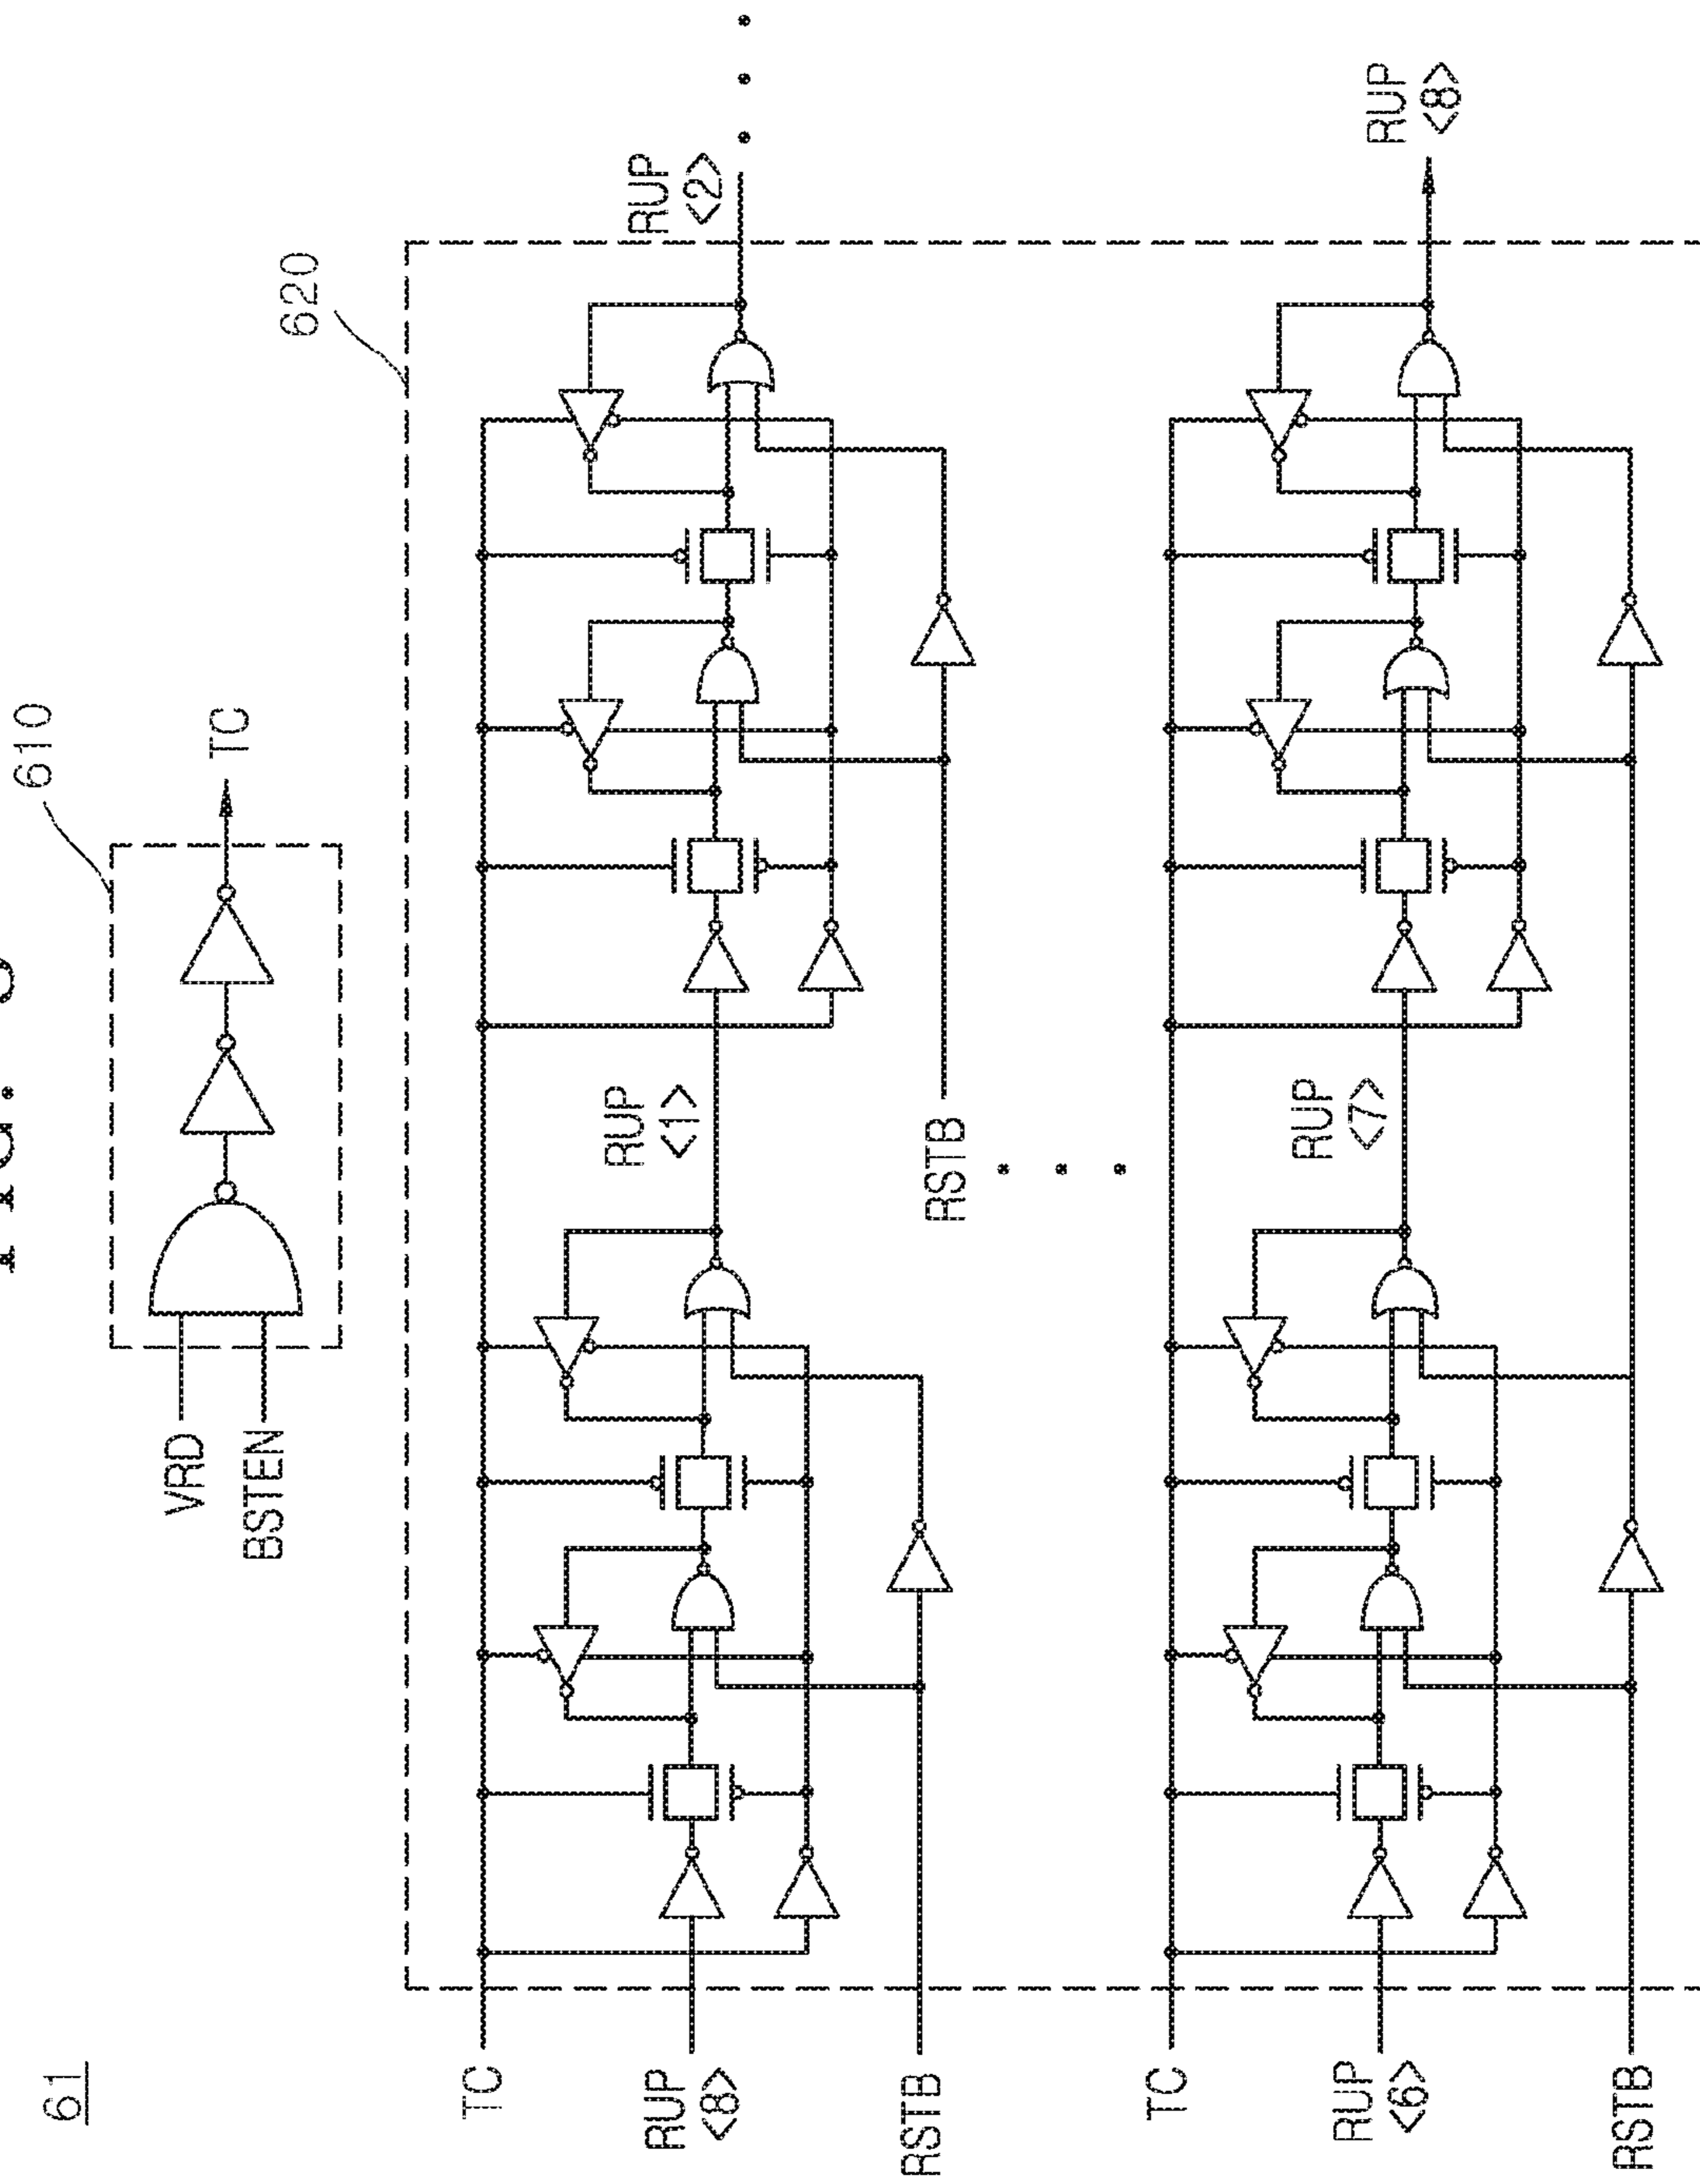 61
610
VRD
BSTEN
TC
620
TC
RUP
<8>
RSTB
RUP
<1>
RSTB
RUP
<2>
TC
RUP
<6>
RSTB
RUP
<7>
RUP
<8>